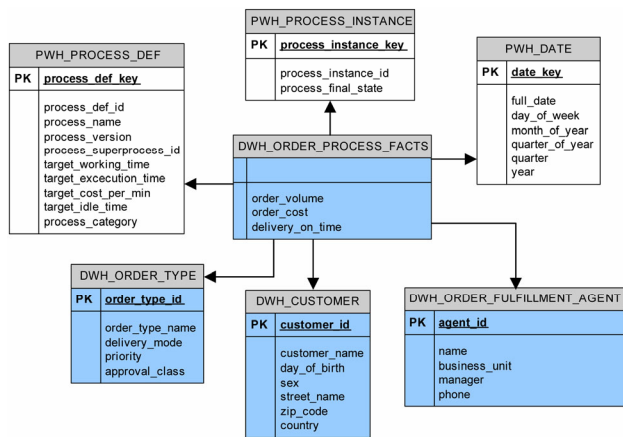 PWH_PROCESS_INSTANCE
PK process_instance_key
process_instance_id
process_final_state
PWH_PROCESS_DEF
PK process_def_key
process_def_id
process_name
process_version
process_superprocess_id
target_working_time
target_excecution_time
target_cost_per_min
target_idle_time
process_category
PWH_DATE
PK date_key
full_date
day_of_week
month_of_year
quarter_of_year
quarter
year
DWH_ORDER_PROCESS_FACTS
order_volume
order_cost
delivery_on_time
DWH_ORDER_TYPE
PK order_type_id
order_type_name
delivery_mode
priority
approval_class
DWH_CUSTOMER
PK customer_id
customer_name
day_of_birth
sex
street_name
zip_code
country
DWH_ORDER_FULFILLMENT_AGENT
PK agent_id
name
business_unit
manager
phone